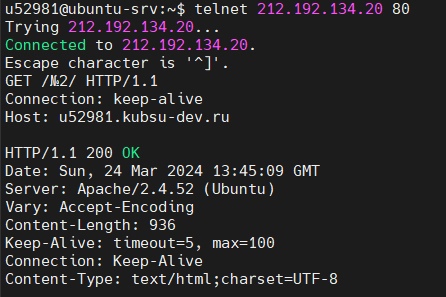 u52981@ubuntu-srv:~$ telnet 212.192.134.20 80
Trying 212.192.134.20...
Connected to 212.192.134.20.
Escape character is '^]'.
GET /№2/ HTTP/1.1
Connection: keep-alive
Host: u52981.kubsu-dev.ru

HTTP/1.1 200 OK
Date: Sun, 24 Mar 2024 13:45:09 GMT
Server: Apache/2.4.52 (Ubuntu)
Vary: Accept-Encoding
Content-Length: 936
Keep-Alive: timeout=5, max=100
Connection: Keep-Alive
Content-Type: text/html;charset=UTF-8